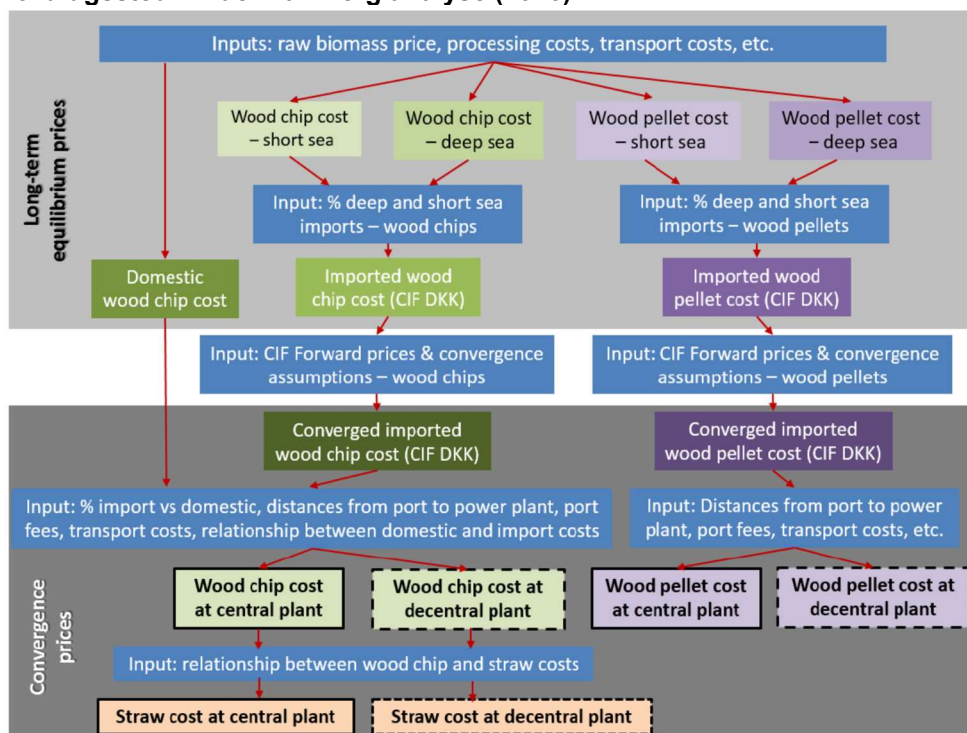 Inputs: raw biomass price, processing costs, transport costs, etc.
Long-term
equilibrium prices
Wood chip cost
– short sea
Wood chip cost
– deep sea
Wood pellet cost
– short sea
Wood pellet cost
– deep sea
Input: % deep and short sea
imports – wood chips
Input: % deep and short sea
imports – wood pellets
Domestic
wood chip cost
Imported wood
chip cost (CIF DKK)
Imported wood
pellet cost (CIF DKK)
Input: CIF Forward prices & convergence
assumptions – wood chips
Input: CIF Forward prices & convergence
assumptions – wood pellets
Convergence
prices
Converged imported
wood chip cost (CIF DKK)
Converged imported
wood pellet cost (CIF DKK)
Input: % import vs domestic, distances from port to power plant, port
fees, transport costs, relationship between domestic and import costs
Input: Distances from port to power
plant, port fees, transport costs, etc.
Wood chip cost
at central plant
Wood chip cost at
decentral plant
Wood pellet cost
at central plant
Wood pellet cost at
decentral plant
Input: relationship between wood chip and straw costs
Straw cost at central plant
Straw cost at decentral plant